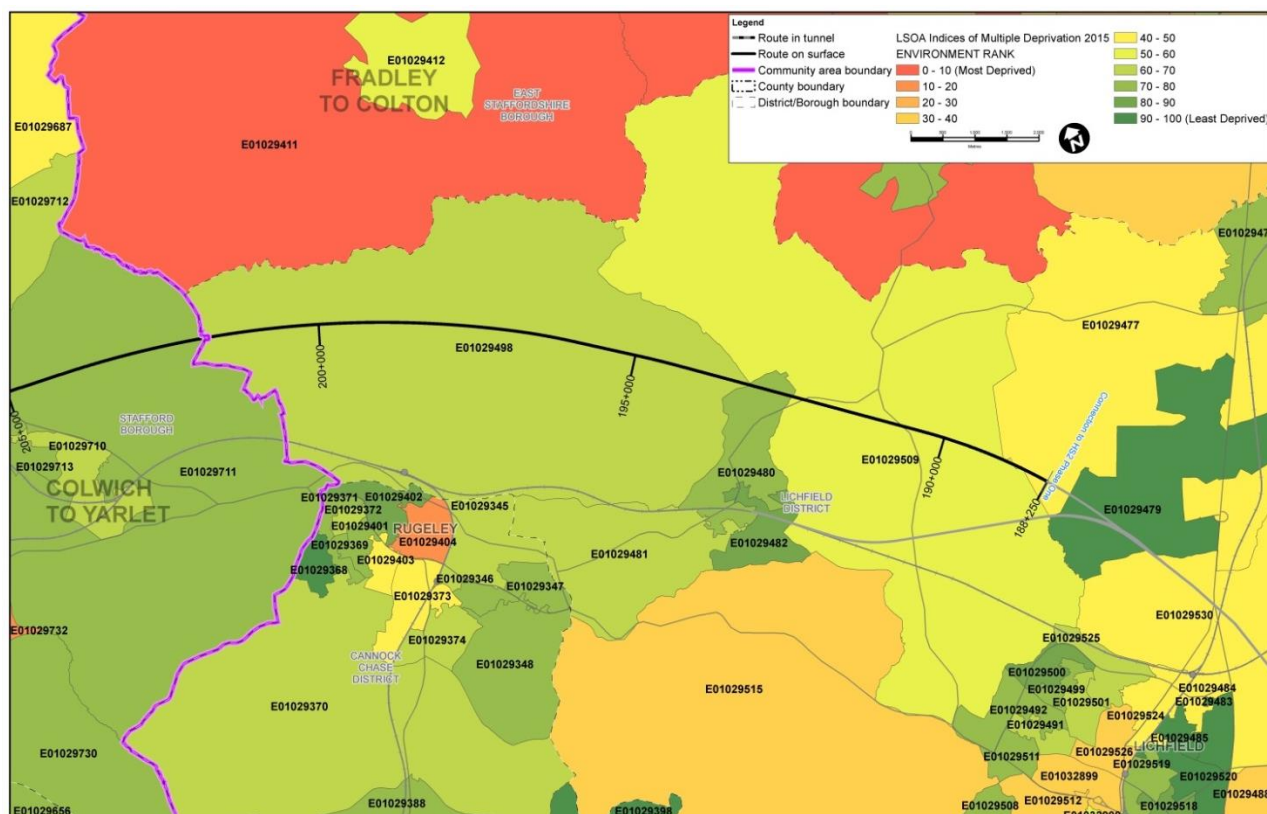 Legend
Route in tunnel
Route on surface
Community area boundary
County boundary
District/Borough boundary
LSOA Indices of Multiple Deprivation 2015
ENVIRONMENT RANK
0 - 10 (Most Deprived)
10 - 20
20 - 30
30 - 40
40 - 50
50 - 60
60 - 70
70 - 80
80 - 90
90 - 100 (Least Deprived)
Metres
N
E01029412
FRADLEY
TO COLTON
EAST
STAFFORDSHIRE
BOROUGH
E01029687
E01029411
E01029712
E0102947
E01029477
E01029498
200+000
195+000
205+000
STAFFORD
BOROUGH
Connection to HS2 Phase One
E01029710
E01029713
E01029711
E01029509
190+000
COLWICH
TO YARLET
E01029480
E01029371
E01029402
E01029372
LICHFIELD
DISTRICT
188+250
E01029479
E01029345
E01029401
RUGELEY
E01029404
E01029369
E01029481
E01029482
E01029403
E01029368
E01029346
E01029347
E01029373
E01029530
E01029732
E01029374
E01029525
CANNOCK
CHASE
DISTRICT
E01029348
E01029500
E01029499
E01029484
E01029515
E01029483
E01029370
E01029492
E01029501
E01029524
E01029491
E01029485
E01029526
LICHFIELD
E01029730
E01029511
E01029519
E01032899
E01029520
E01029388
E01029488
E01029656
E01029398
E01029508
E01029512
E01029518